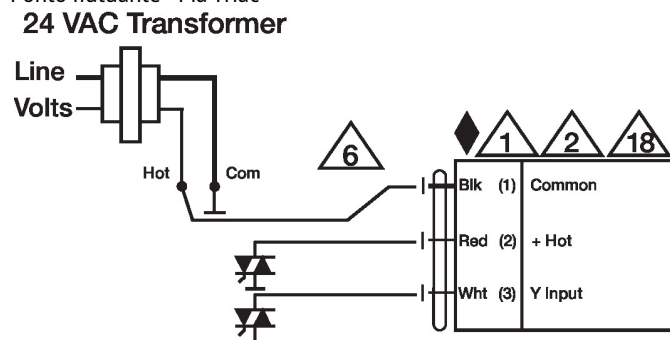 24 VAC Transformer
Line
Volts
Hot
Com
6
1
2
18
Blk (1) Common
Red (2) + Hot
Wht (3) Y Input